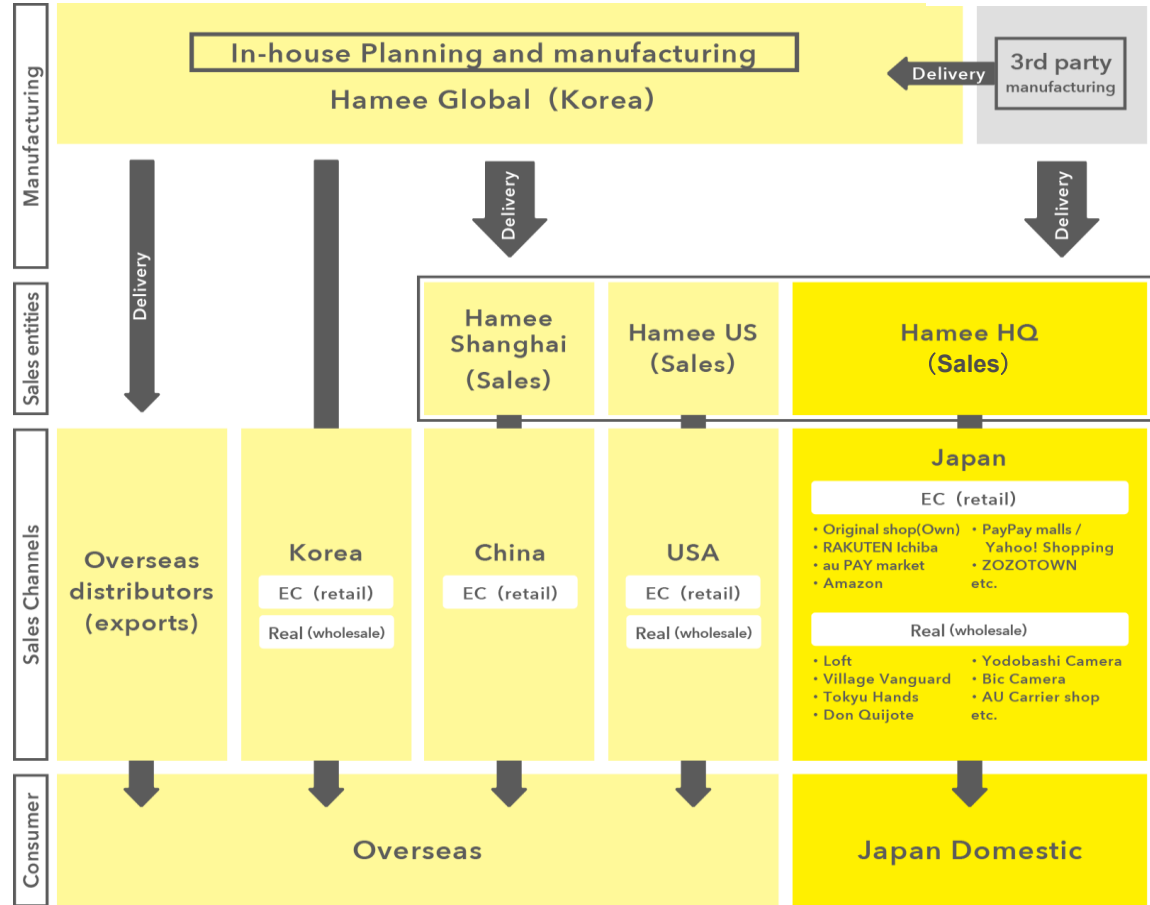 Manufacturing
In-house Planning and manufacturing
Hamee Global（Korea）
Delivery
3rd party
manufacturing
Delivery
Delivery
Delivery
Sales entities
Hamee
Shanghai
（Sales）
Hamee US
（Sales）
Hamee HQ
（Sales）
Sales Channels
Overseas
distributors
(exports)
Korea
EC（retail）
Real（wholesale）
China
EC（retail）
USA
EC（retail）
Real（wholesale）
Japan
EC（retail）
・Original shop(Own)
・RAKUTEN Ichiba
・au PAY market
・Amazon
・PayPay malls /
Yahoo! Shopping
・ZOZOTOWN
etc.
Real（wholesale）
・Loft
・Village Vanguard
・Tokyu Hands
・Don Quijote
・Yodobashi Camera
・Bic Camera
・AU Carrier shop
etc.
Consumer
Overseas
Japan Domestic